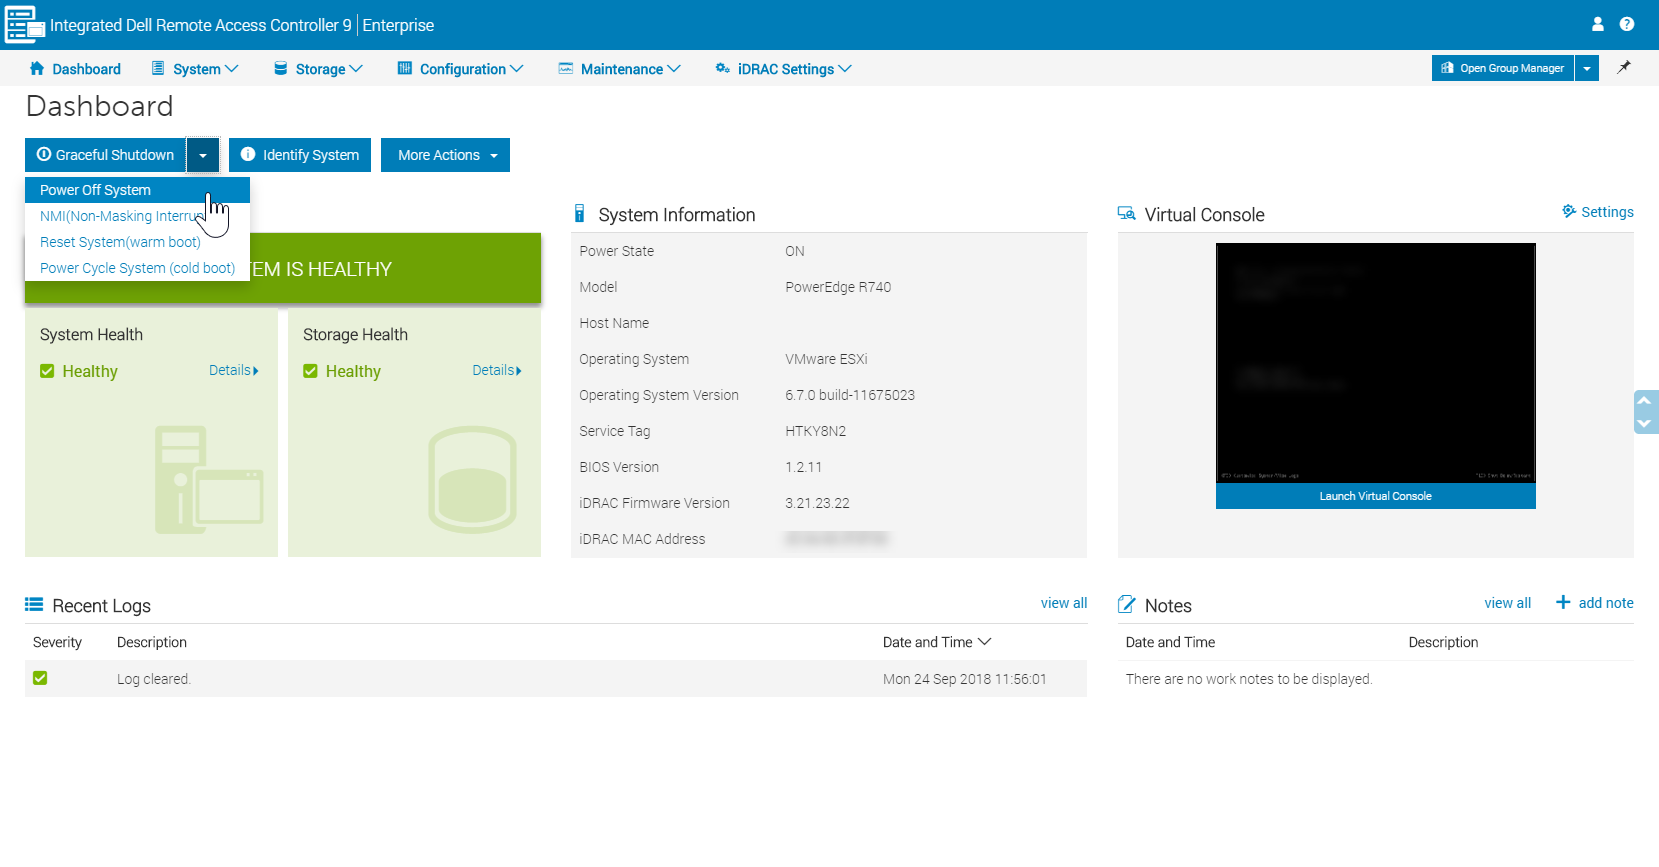 Integrated Dell Remote Access Controller 9 | Enterprise
Dashboard System Storage Configuration Maintenance iDRAC Settings Open Group Manager
Dashboard
Graceful Shutdown Identify System More Actions
Power Off System
NMI(Non-Masking Interrup
Reset System(warm boot)
Power Cycle System (cold boot)
TEM IS HEALTHY
System Health
Healthy Details
Storage Health
Healthy Details
System Information
Power State ON
Model PowerEdge R740
Host Name
Operating System VMware ESXi
Operating System Version 6.7.0 build-11675023
Service Tag HTKY8N2
BIOS Version 1.2.11
iDRAC Firmware Version 3.21.23.22
iDRAC MAC Address
Virtual Console Settings
Launch Virtual Console
Recent Logs view all
Severity Description Date and Time
Log cleared. Mon 24 Sep 2018 11:56:01
Notes view all add note
Date and Time Description
There are no work notes to be displayed.